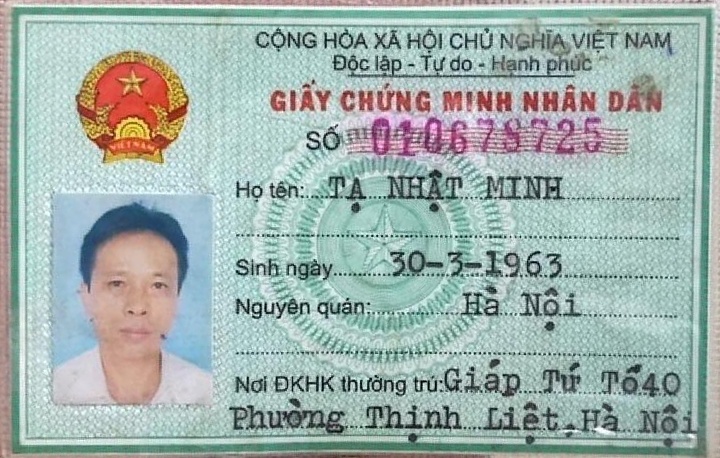 CỘNG HÒA XÃ HỘI CHỦ NGHĨA VIỆT NAM
Độc lập - Tự do - Hạnh phúc
GIẤY CHỨNG MINH NHÂN DÂN
SỐ 010678725
VIỆT NAM
Họ tên: TẠ NHẬT MINH
Sinh ngày 30-3-1963
Nguyên quán: Hà Nội
Nơi ĐKHK thường trú: Giáp Tứ Tổ40
Phường Thịnh Liệt, Hà Nội